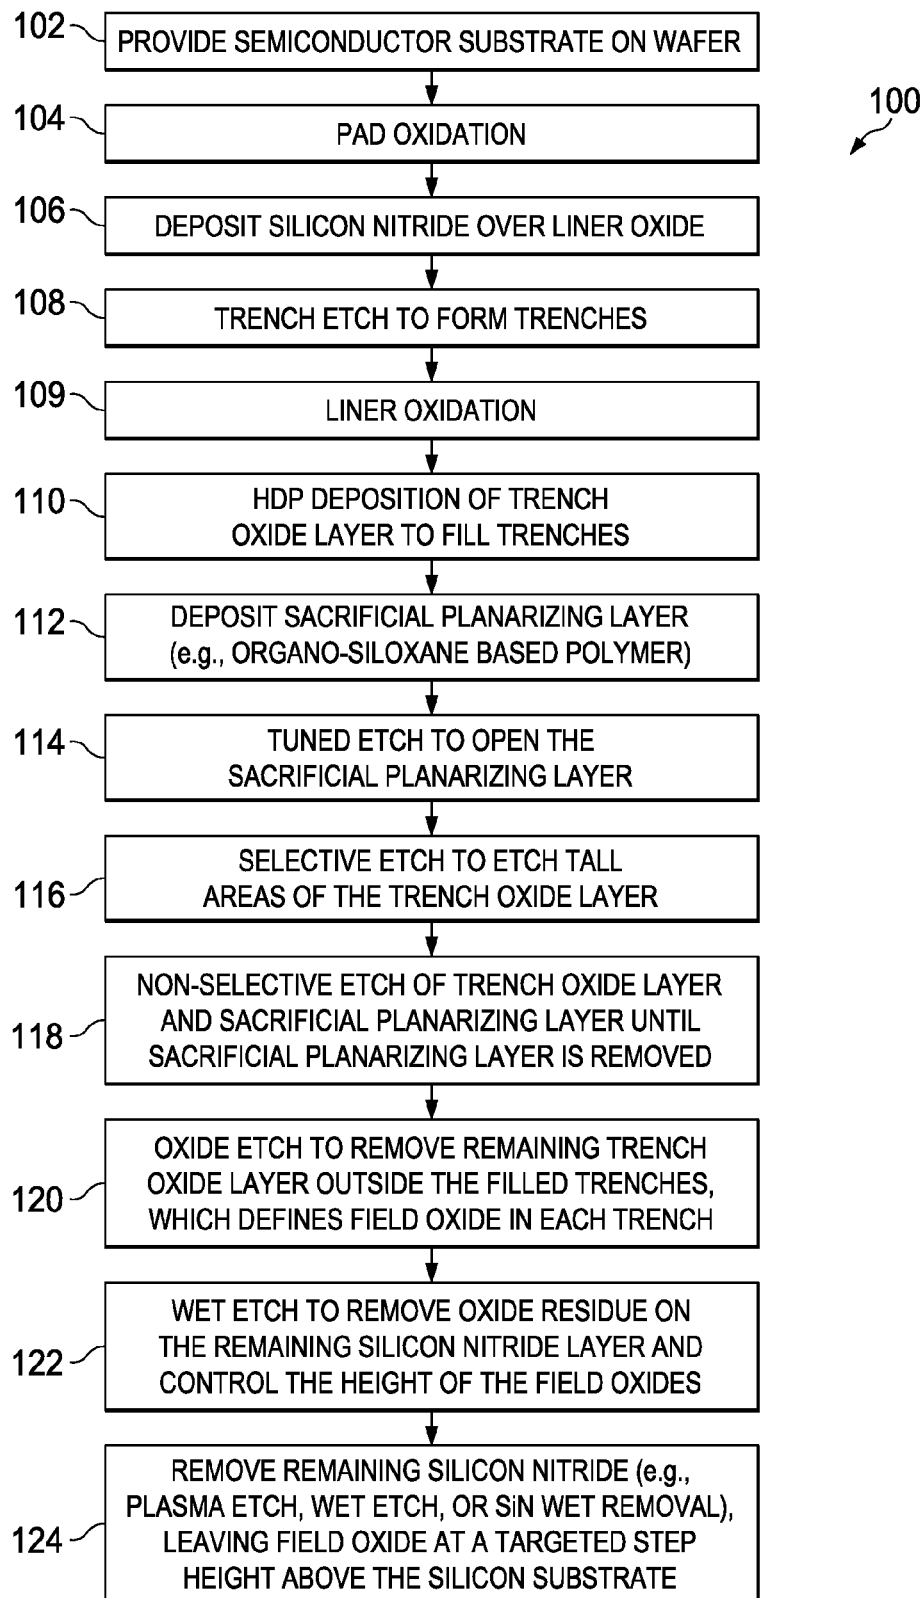 102
PROVIDE SEMICONDUCTOR SUBSTRATE ON WAFER
100
104
PAD OXIDATION
106
DEPOSIT SILICON NITRIDE OVER LINER OXIDE
108
TRENCH ETCH TO FORM TRENCHES
109
LINER OXIDATION
110
HDP DEPOSITION OF TRENCH
OXIDE LAYER TO FILL TRENCHES
112
DEPOSIT SACRIFICIAL PLANARIZING LAYER
(e.g., ORGANO-SILOXANE BASED POLYMER)
114
TUNED ETCH TO OPEN THE
SACRIFICIAL PLANARIZING LAYER
116
SELECTIVE ETCH TO ETCH TALL
AREAS OF THE TRENCH OXIDE LAYER
118
NON-SELECTIVE ETCH OF TRENCH OXIDE LAYER
AND SACRIFICIAL PLANARIZING LAYER UNTIL
SACRIFICIAL PLANARIZING LAYER IS REMOVED
120
OXIDE ETCH TO REMOVE REMAINING TRENCH
OXIDE LAYER OUTSIDE THE FILLED TRENCHES,
WHICH DEFINES FIELD OXIDE IN EACH TRENCH
122
WET ETCH TO REMOVE OXIDE RESIDUE ON
THE REMAINING SILICON NITRIDE LAYER AND
CONTROL THE HEIGHT OF THE FIELD OXIDES
124
REMOVE REMAINING SILICON NITRIDE (e.g.,
PLASMA ETCH, WET ETCH, OR SiN WET REMOVAL),
LEAVING FIELD OXIDE AT A TARGETED STEP
HEIGHT ABOVE THE SILICON SUBSTRATE